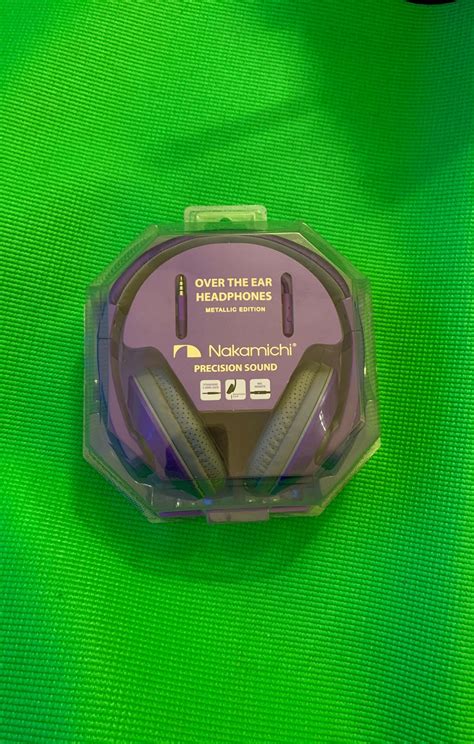 OVER THE EAR
HEADPHONES
METALLIC EDITION
Nakamichi®
PRECISION SOUND